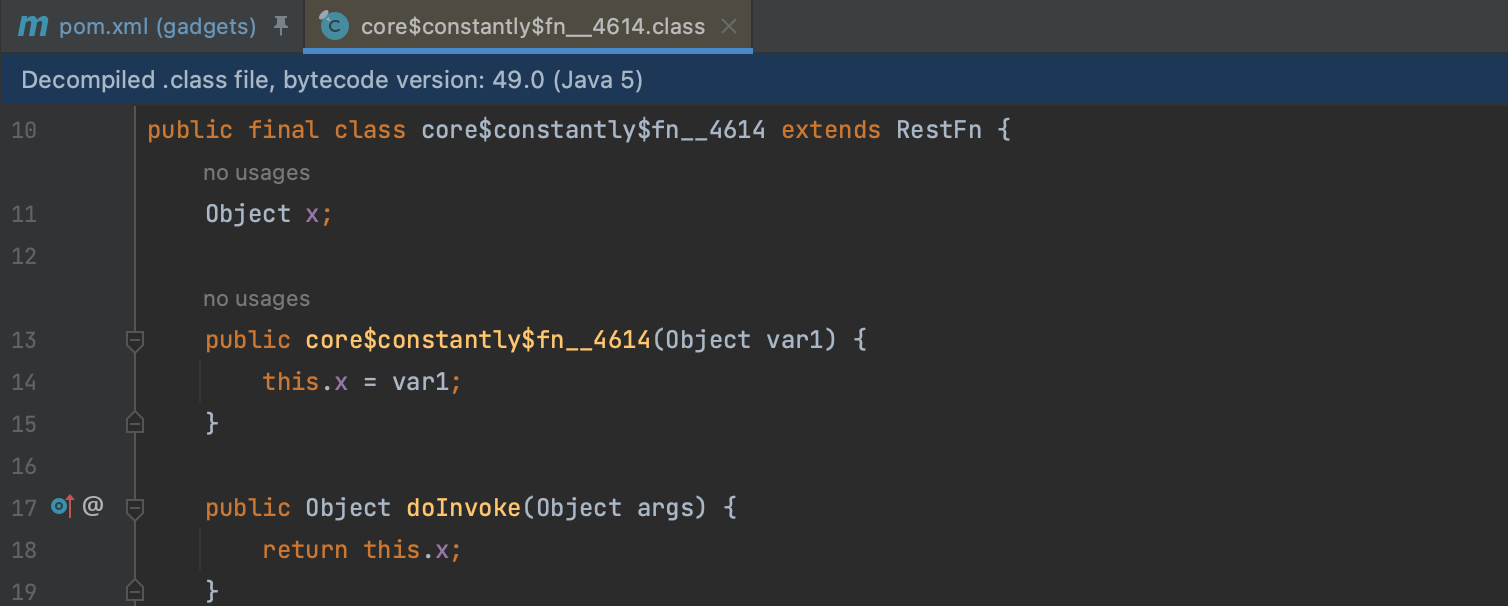 m pom.xml (gadgets) C core$constantly$fn__4614.class
Decompiled .class file, bytecode version: 49.0 (Java 5)
10 public final class core$constantly$fn__4614 extends RestFn {
no usages
11 Object x;
12
no usages
13 public core$constantly$fn__4614(Object var1) {
14 this.x = var1;
15 }
16
17 @ public Object doInvoke(Object args) {
18 return this.x;
19 }